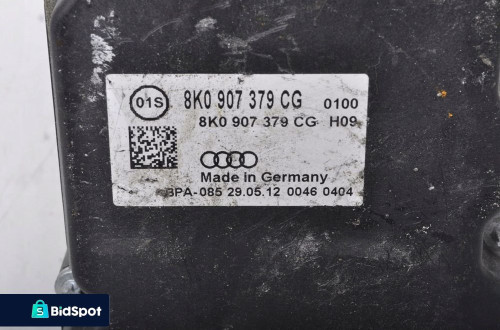 01S 8K0 907 379 CG 0100
8K0 907 379 CG H09
Made in Germany
BPA-085 29.05.12 0046 0404
S BidSpot